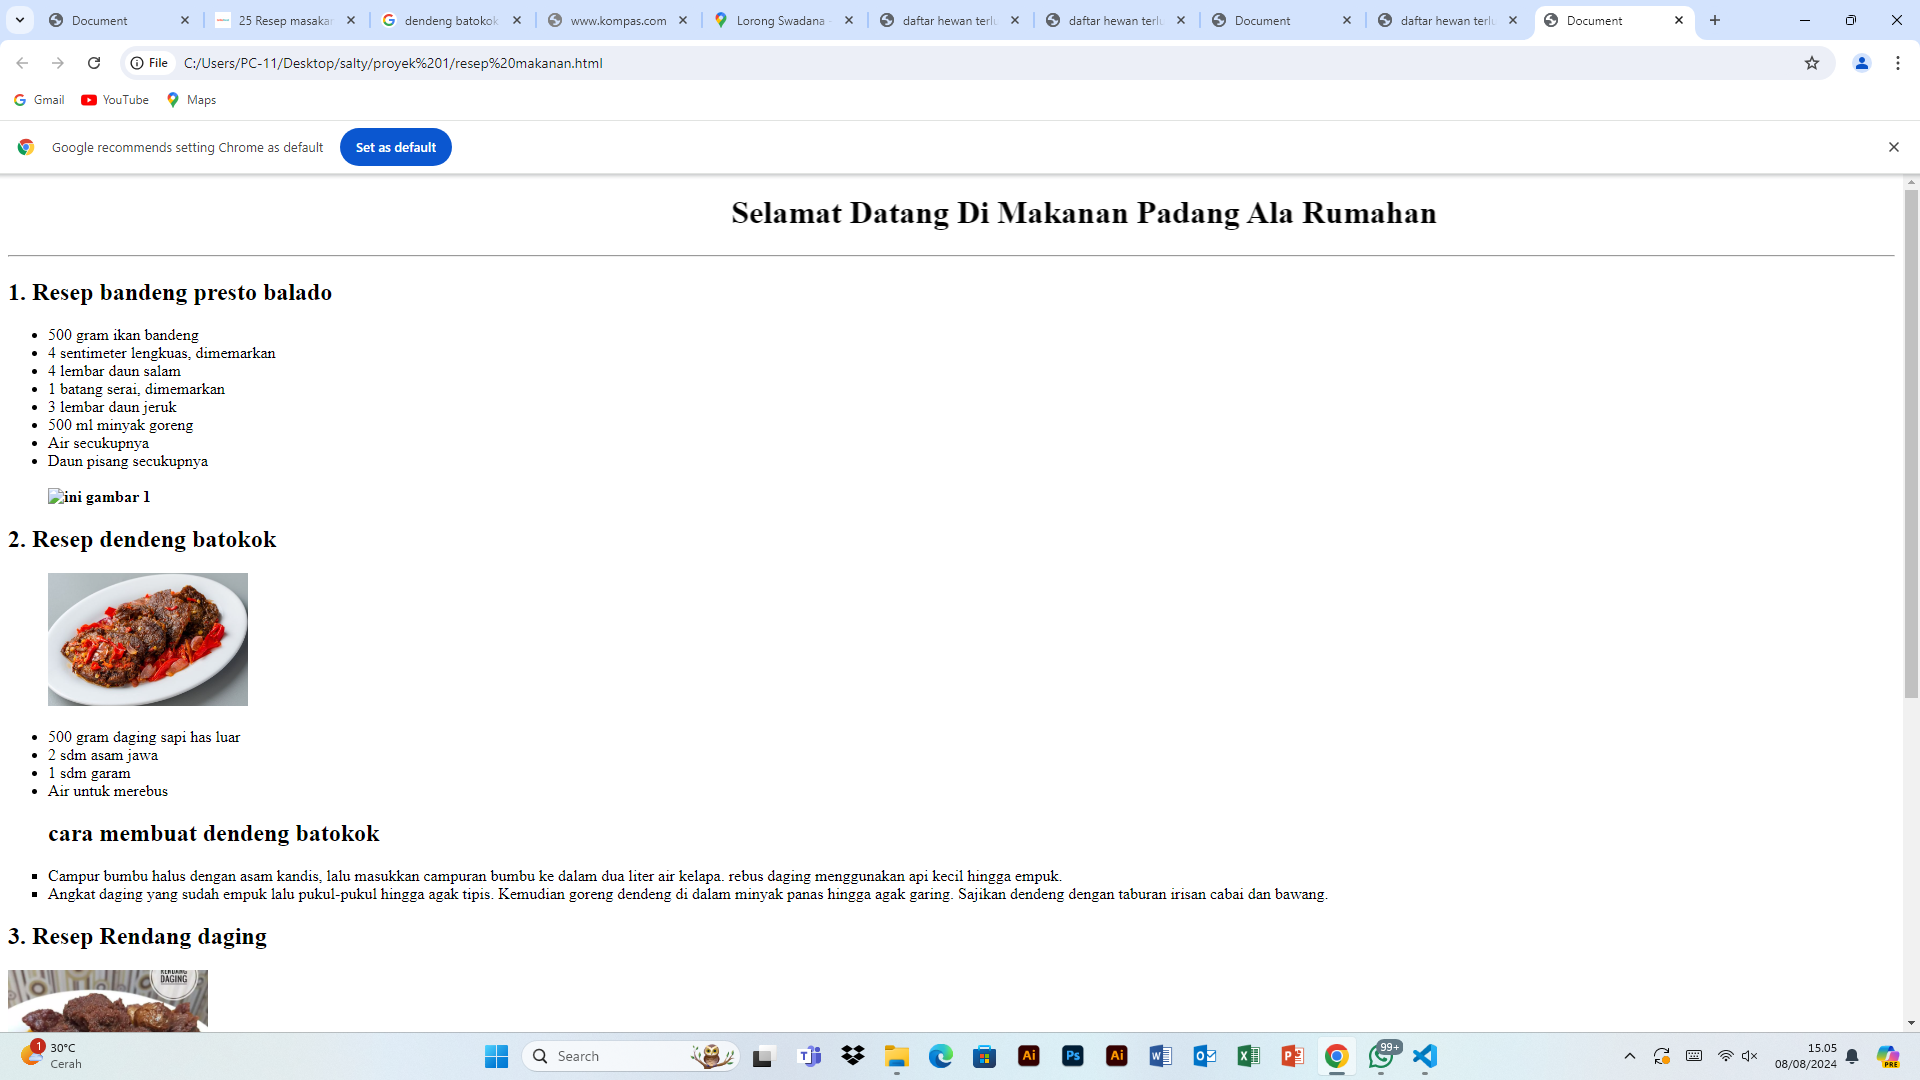 Document
25 Resep masakan
dendeng batokok
www.kompas.com
Lorong Swadana
daftar hewan terlu
daftar hewan terlu
Document
daftar hewan terlu
Document
File
C:/Users/PC-11/Desktop/salty/proyek%201/resep%20makanan.html
Gmail
YouTube
Maps
Google recommends setting Chrome as default
Set as default
Selamat Datang Di Makanan Padang Ala Rumahan
1. Resep bandeng presto balado
500 gram ikan bandeng
4 sentimeter lengkuas, dimemarkan
4 lembar daun salam
1 batang serai, dimemarkan
3 lembar daun jeruk
500 ml minyak goreng
Air secukupnya
Daun pisang secukupnya
ini gambar 1
2. Resep dendeng batokok
500 gram daging sapi has luar
2 sdm asam jawa
1 sdm garam
Air untuk merebus
cara membuat dendeng batokok
Campur bumbu halus dengan asam kandis, lalu masukkan campuran bumbu ke dalam dua liter air kelapa. rebus daging menggunakan api kecil hingga empuk.
Angkat daging yang sudah empuk lalu pukul-pukul hingga agak tipis. Kemudian goreng dendeng di dalam minyak panas hingga agak garing. Sajikan dendeng dengan taburan irisan cabai dan bawang.
3. Resep Rendang daging
RENDANG
DAGING
1
30°C
Cerah
Search
Ai
Ps
Ai
99+
15.05
08/08/2024
PRE